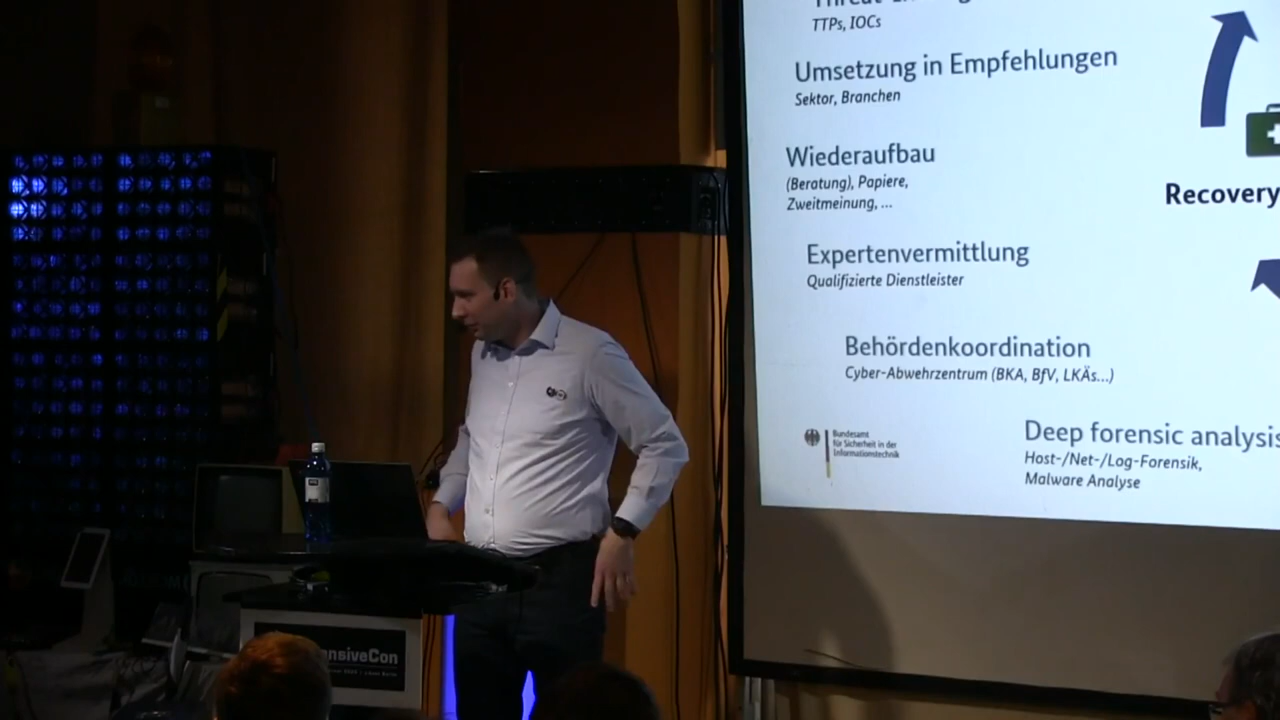 TTPs, IOCs
Umsetzung in Empfehlungen
Sektor, Branchen
Wiederaufbau
(Beratung), Papiere,
Zweitmeinung, ...
Recovery
Expertenvermittlung
Qualifizierte Dienstleister
Behördenkoordination
Cyber-Abwehrzentrum (BKA, BfV, LKÄs...)
Bundesamt
für Sicherheit in der
Informationstechnik
Deep forensic analysis
Host-/Net-/Log-Forensik,
Malware Analyse
nsiveCon